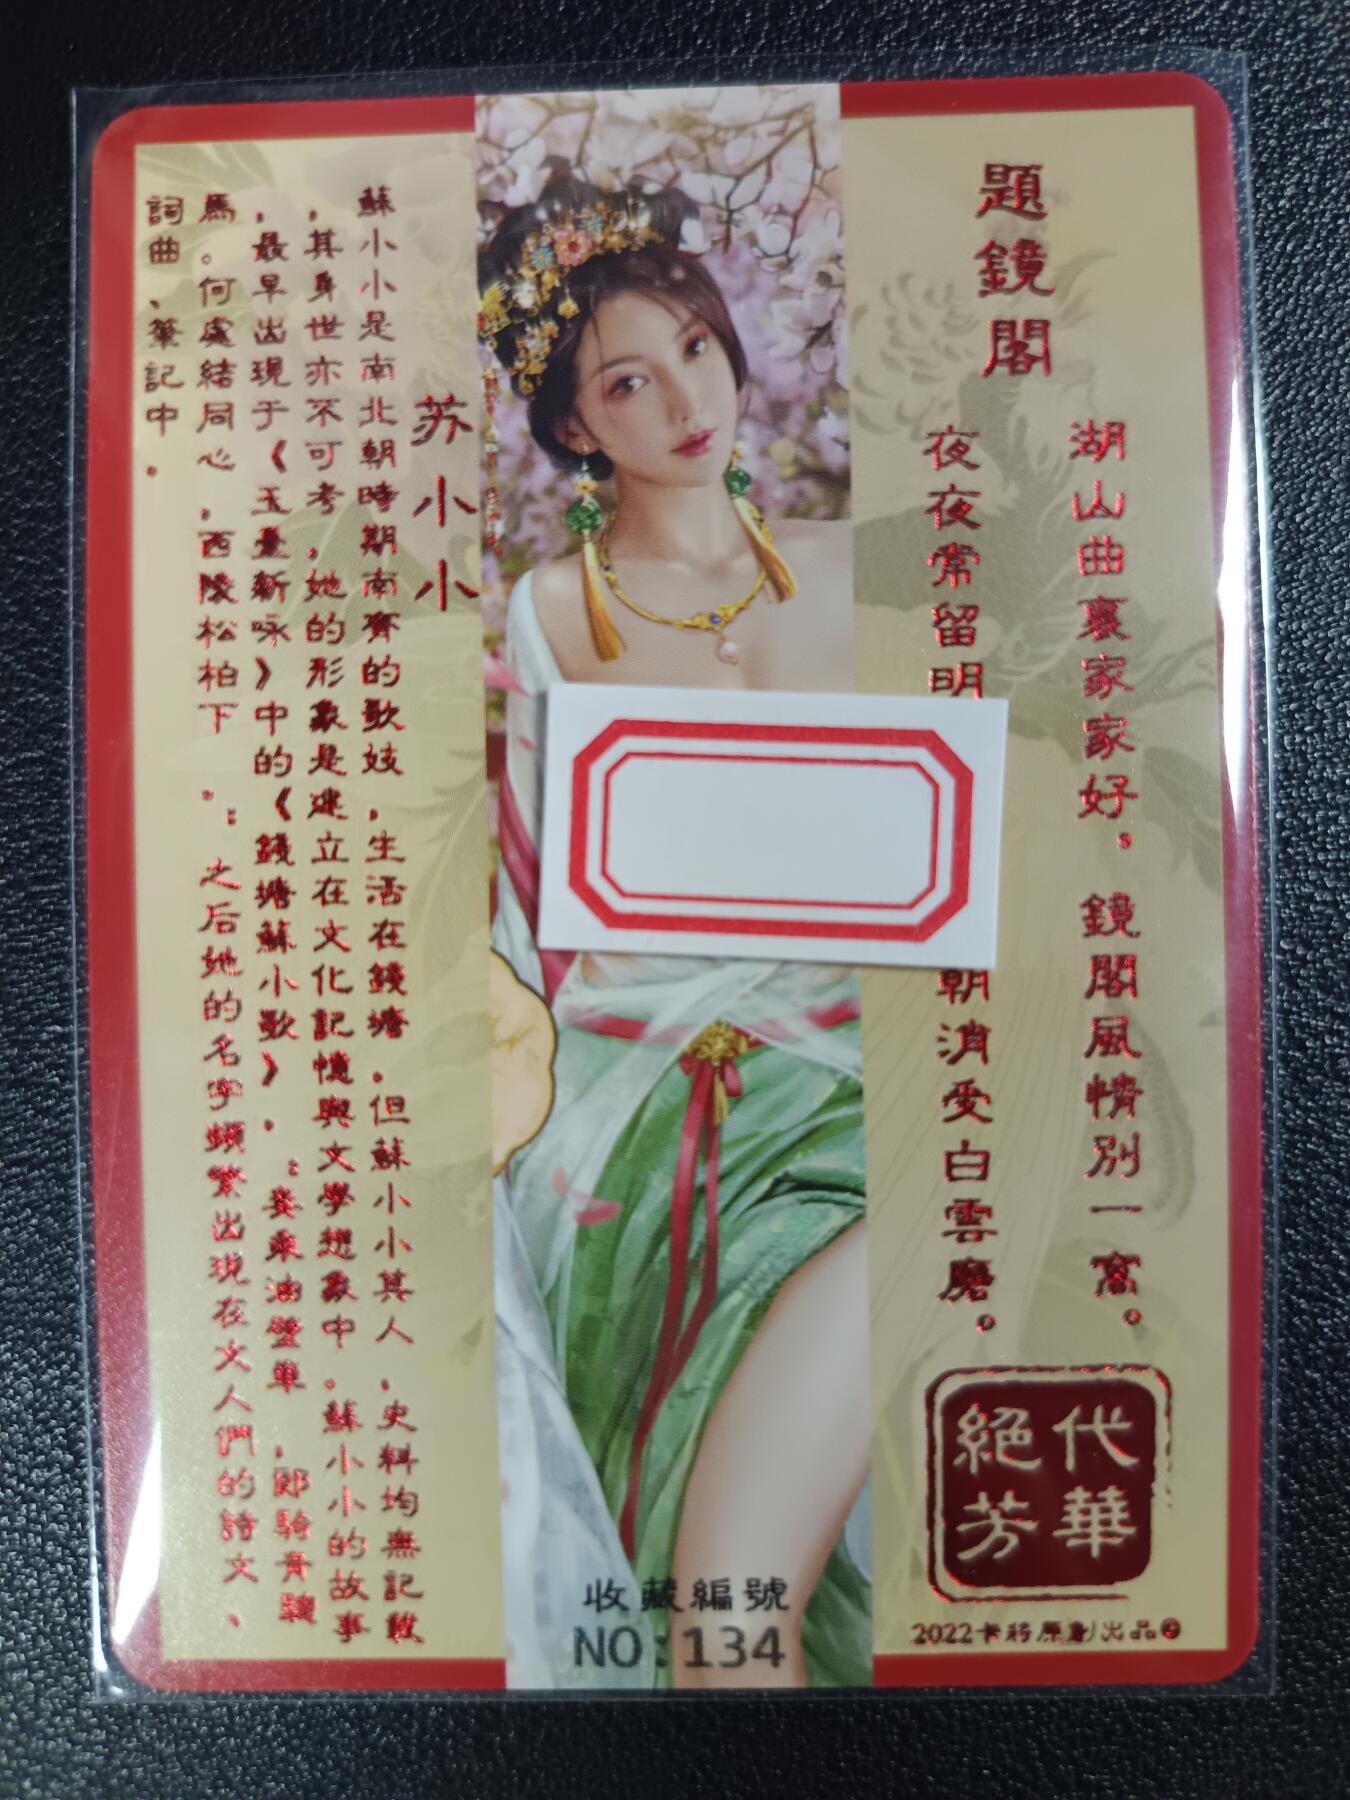 題鏡閣
湖山曲裏家家好。鏡閣風情別一窩。
夜夜常留明
朝消受白雲磨。
代華
絕芳
2022卡将原創出品
收藏編號
NO:134
苏小小
蘇小小是南北朝時期南齊的歌妓,生活在錢塘.但蘇小小其人.史料均無記載
,其身世亦不可考,她的形象是建立在文化記憶與文學想象中.蘇小小的故事
,最早出現于《玉臺新咏》中的《錢塘蘇小歌》.:妾乘油壁車,郎騎青驄
馬。何處結同心,西陵松柏下.:之后她的名字頻繁出現在文人們的詩文、
詞曲、筆記中.